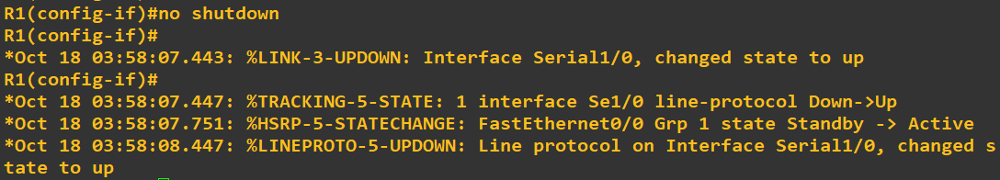 R1(config-if)#no shutdown
R1(config-if)#
*Oct 18 03:58:07.443: %LINK-3-UPDOWN: Interface Serial1/0, changed state to up
R1(config-if)#
*Oct 18 03:58:07.447: %TRACKING-5-STATE: 1 interface Se1/0 line-protocol Down->Up
*Oct 18 03:58:07.751: %HSRP-5-STATECHANGE: FastEthernet0/0 Grp 1 state Standby -> Active
*Oct 18 03:58:08.447: %LINEPROTO-5-UPDOWN: Line protocol on Interface Serial1/0, changed s
tate to up